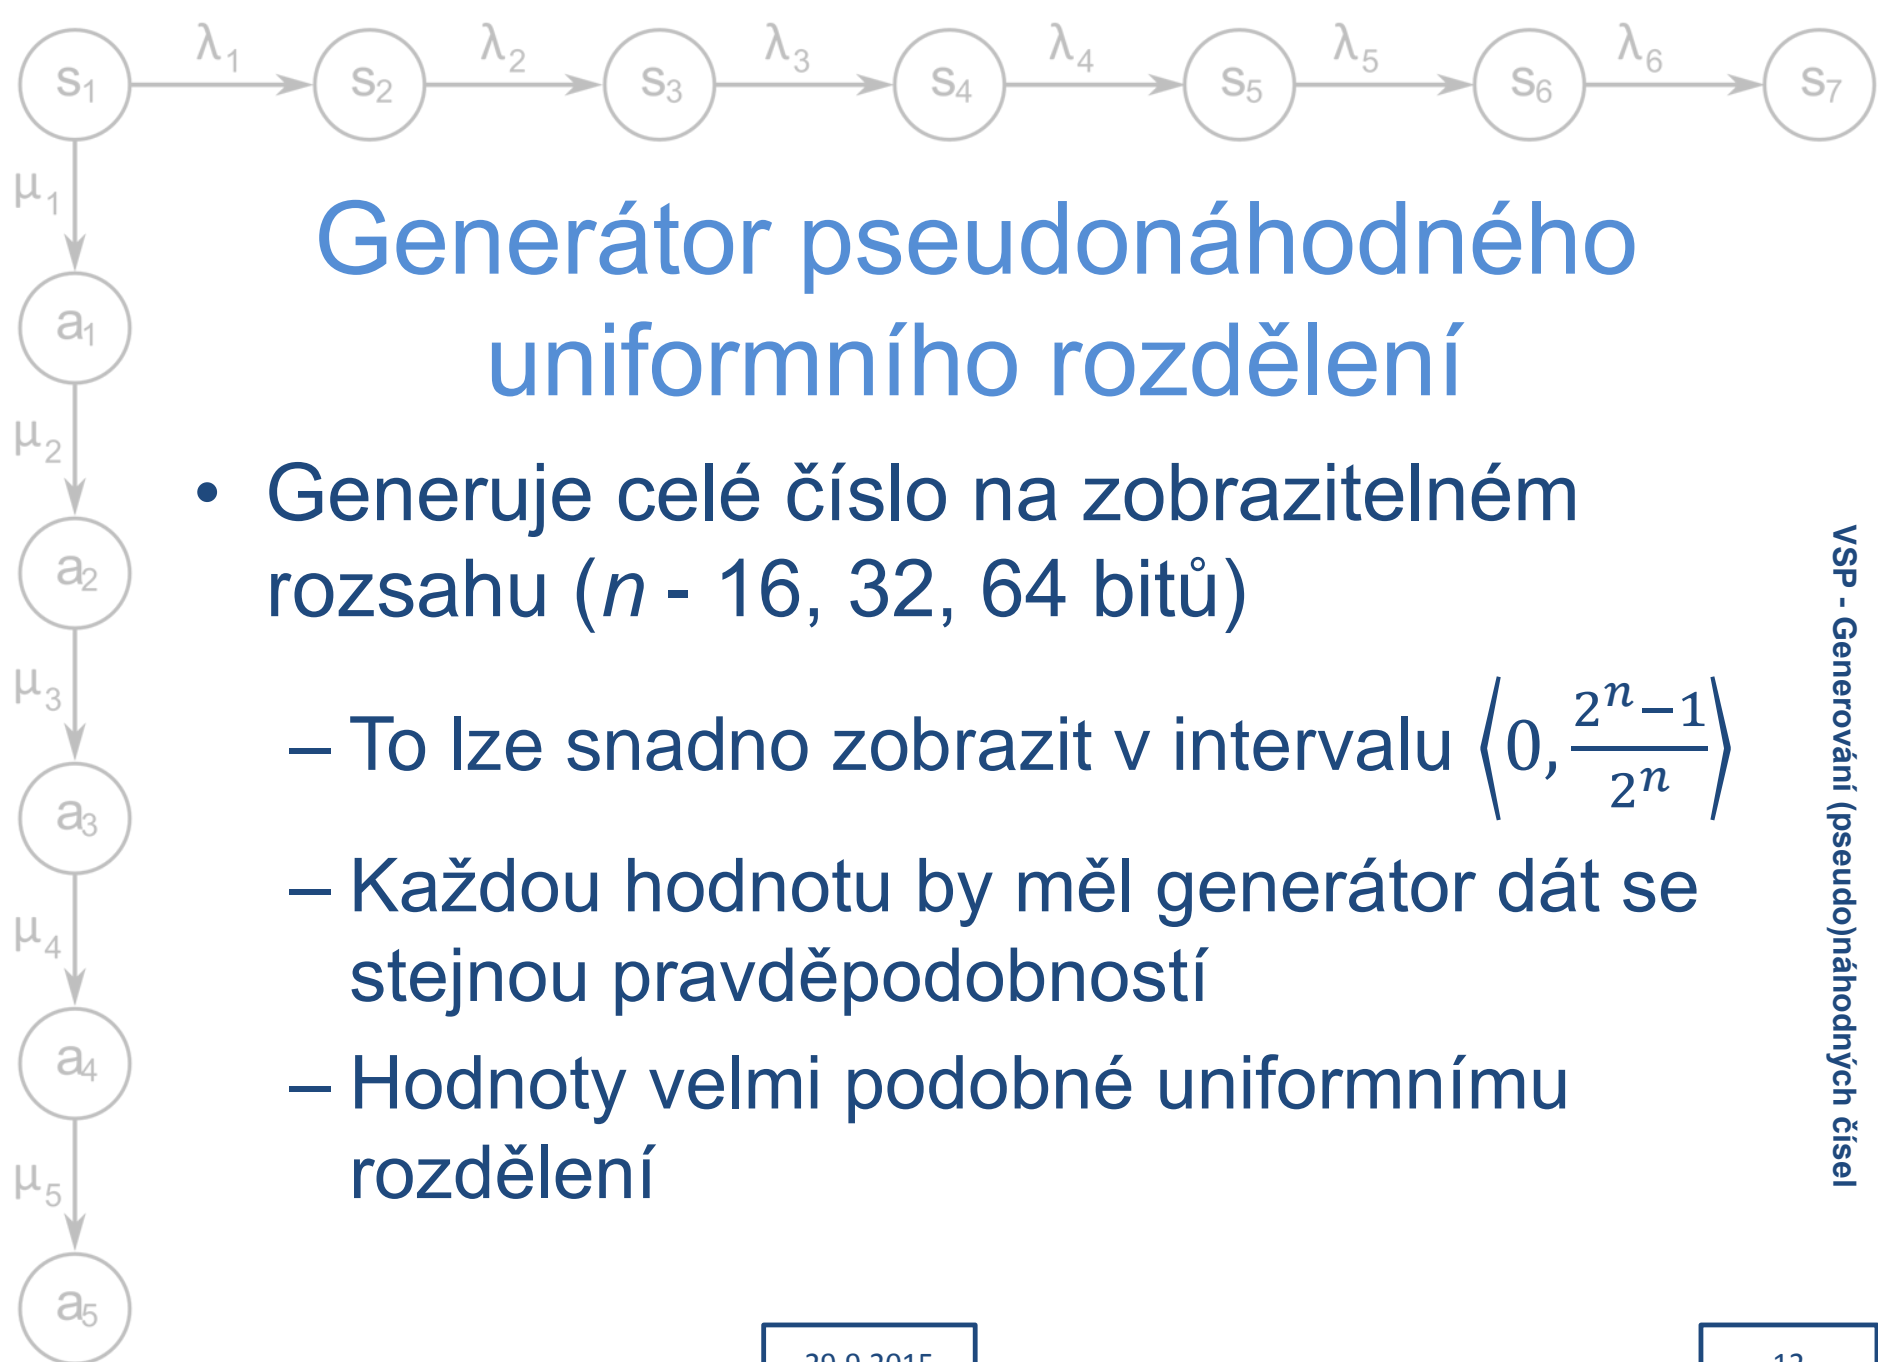 s1 λ1 s2 λ2 s3 λ3 s4 λ4 s5 λ5 s6 λ6 s7
μ1
a1
μ2
a2
μ3
a3
μ4
a4
μ5
a5
Generátor pseudonáhodného
uniformního rozdělení
• Generuje celé číslo na zobrazitelném
rozsahu (n - 16, 32, 64 bitů)
– To lze snadno zobrazit v intervalu ⟨0, (2^n−1)/2^n⟩
– Každou hodnotu by měl generátor dát se
stejnou pravděpodobností
– Hodnoty velmi podobné uniformnímu
rozdělení
VSP - Generování (pseudo)náhodných čísel